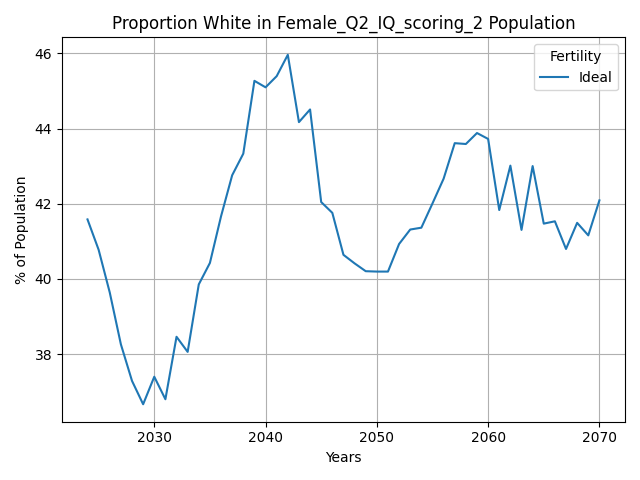 Proportion White in Female_Q2_IQ_scoring_2 Population
Fertility
Ideal
% of Population
46
44
42
40
38
2030 2040 2050 2060 2070
Years